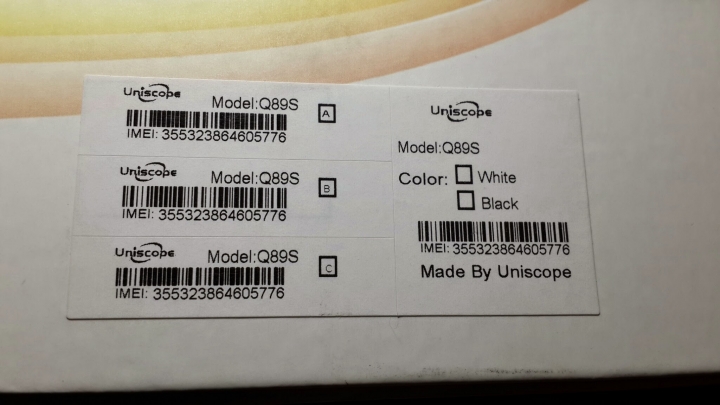 Uniscope
Model:Q89S
A
IMEI: 355323864605776
Uniscope
Model:Q89S
B
IMEI: 355323864605776
Uniscope
Model:Q89S
C
IMEI: 355323864605776
Uniscope
Model:Q89S
Color: White
Black
IMEI: 355323864605776
Made By Uniscope